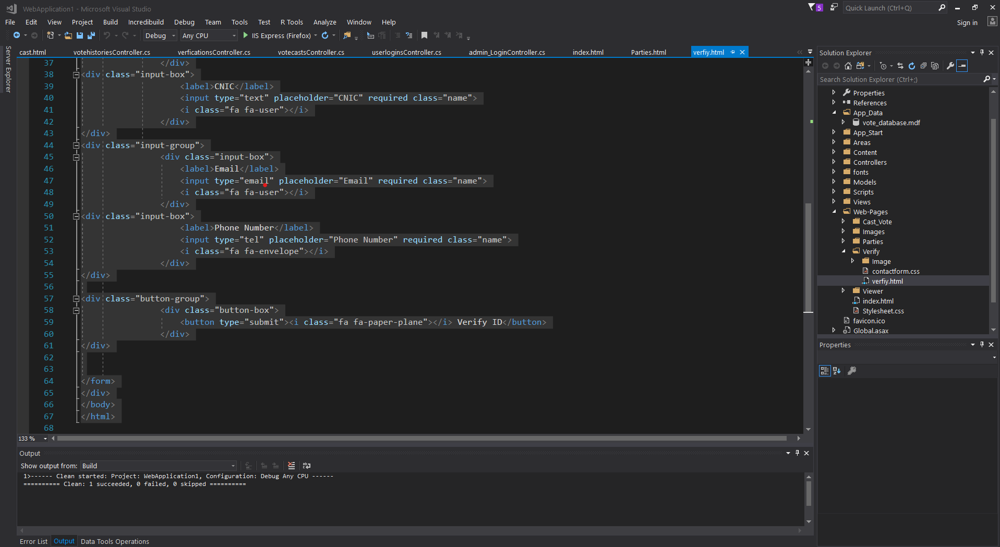 WebApplication1 - Microsoft Visual Studio
5
Quick Launch (Ctrl+Q)
File Edit View Project Build Incredibuild Debug Team Tools Test R Tools Analyze Window Help
Sign in
Debug Any CPU IIS Express (Firefox)
Server Explorer
cast.html votehistoriesController.cs verficationsController.cs votecastsController.cs userloginsController.cs admin_LoginController.cs index.html Parties.html verfiy.html
37 </div>
38 <div class="input-box">
39 <label>CNIC</label>
40 <input type="text" placeholder="CNIC" required class="name">
41 <i class="fa fa-user"></i>
42 </div>
43 </div>
44 <div class="input-group">
45 <div class="input-box">
46 <label>Email</label>
47 <input type="email" placeholder="Email" required class="name">
48 <i class="fa fa-user"></i>
49 </div>
50 <div class="input-box">
51 <label>Phone Number</label>
52 <input type="tel" placeholder="Phone Number" required class="name">
53 <i class="fa fa-envelope"></i>
54 </div>
55 </div>
56
57 <div class="button-group">
58 <div class="button-box">
59 <button type="submit"><i class="fa fa-paper-plane"></i> Verify ID</button>
60 </div>
61 </div>
62
63
64 </form>
65 </div>
66 </body>
67 </html>
68
133 %
Output
Show output from: Build
1>------ Clean started: Project: WebApplication1, Configuration: Debug Any CPU ------
========== Clean: 1 succeeded, 0 failed, 0 skipped ==========
Error List Output Data Tools Operations
Solution Explorer
Search Solution Explorer (Ctrl+;)
Properties
References
App_Data
vote_database.mdf
App_Start
Areas
Content
Controllers
fonts
Models
Scripts
Views
Web-Pages
Cast_Vote
Images
Parties
Verify
Image
contactform.css
verfiy.html
Viewer
index.html
Stylesheet.css
favicon.ico
Global.asax
Properties